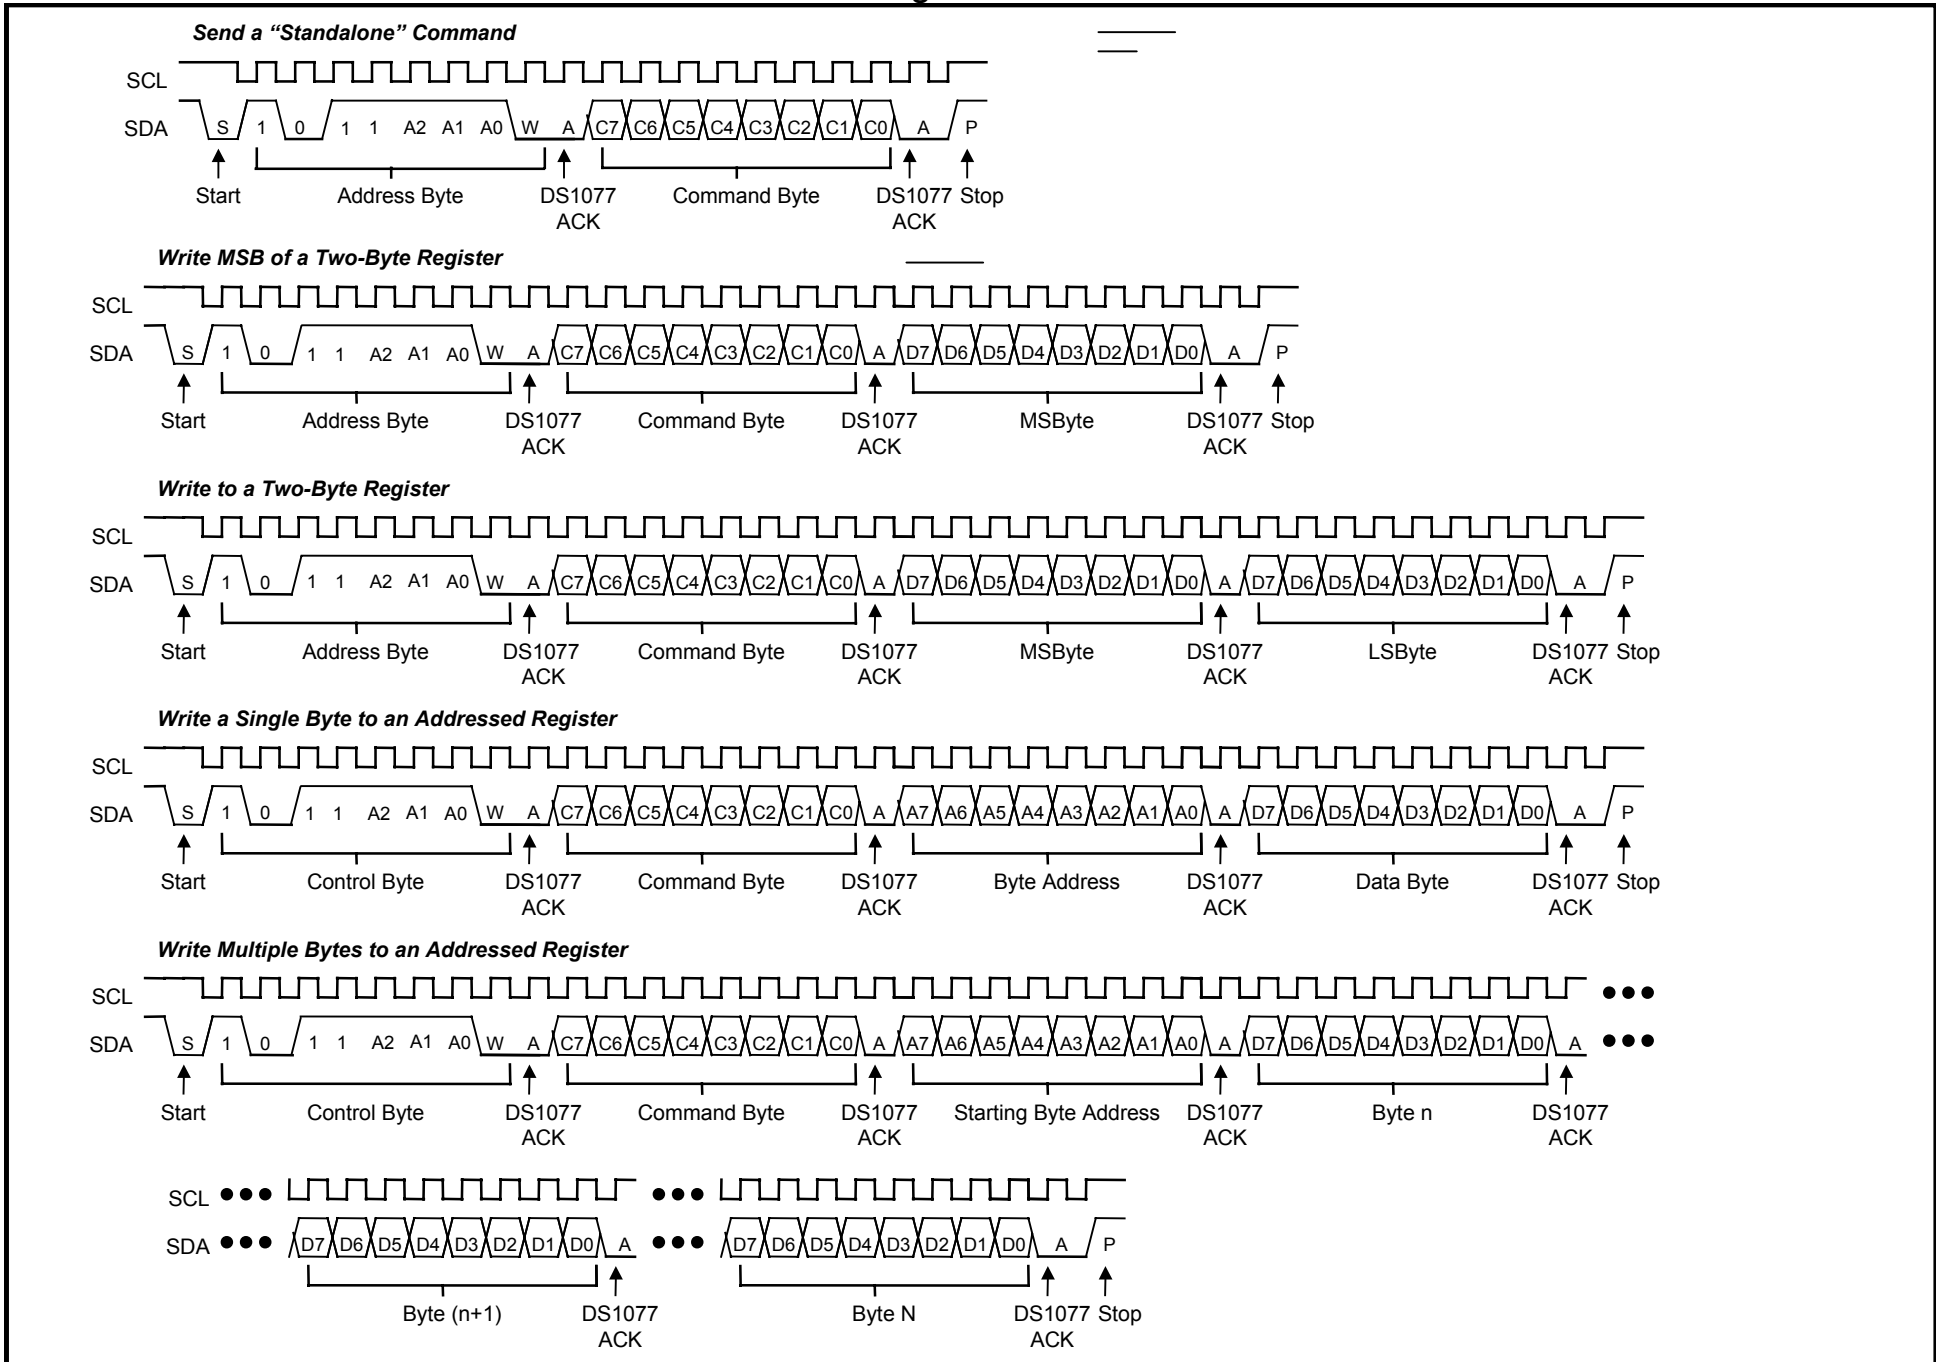 Send a “Standalone” Command
SCL
SDA S 1 0 1 1 A2 A1 A0 W A C7 C6 C5 C4 C3 C2 C1 C0 A P
Start Address Byte DS1077 Command Byte DS1077 Stop
ACK ACK
Write MSB of a Two-Byte Register
SCL
SDA S 1 0 1 1 A2 A1 A0 W A C7 C6 C5 C4 C3 C2 C1 C0 A D7 D6 D5 D4 D3 D2 D1 D0 A P
Start Address Byte DS1077 Command Byte DS1077 MSByte DS1077 Stop
ACK ACK ACK
Write to a Two-Byte Register
SCL
SDA S 1 0 1 1 A2 A1 A0 W A C7 C6 C5 C4 C3 C2 C1 C0 A D7 D6 D5 D4 D3 D2 D1 D0 A D7 D6 D5 D4 D3 D2 D1 D0 A P
Start Address Byte DS1077 Command Byte DS1077 MSByte DS1077 LSByte DS1077 Stop
ACK ACK ACK ACK
Write a Single Byte to an Addressed Register
SCL
SDA S 1 0 1 1 A2 A1 A0 W A C7 C6 C5 C4 C3 C2 C1 C0 A A7 A6 A5 A4 A3 A2 A1 A0 A D7 D6 D5 D4 D3 D2 D1 D0 A P
Start Control Byte DS1077 Command Byte DS1077 Byte Address DS1077 Data Byte DS1077 Stop
ACK ACK ACK ACK
Write Multiple Bytes to an Addressed Register
SCL
SDA S 1 0 1 1 A2 A1 A0 W A C7 C6 C5 C4 C3 C2 C1 C0 A A7 A6 A5 A4 A3 A2 A1 A0 A D7 D6 D5 D4 D3 D2 D1 D0 A
Start Control Byte DS1077 Command Byte DS1077 Starting Byte Address DS1077 Byte n DS1077
ACK ACK ACK ACK
SCL
SDA D7 D6 D5 D4 D3 D2 D1 D0 A D7 D6 D5 D4 D3 D2 D1 D0 A P
Byte (n+1) DS1077 Byte N DS1077 Stop
ACK ACK